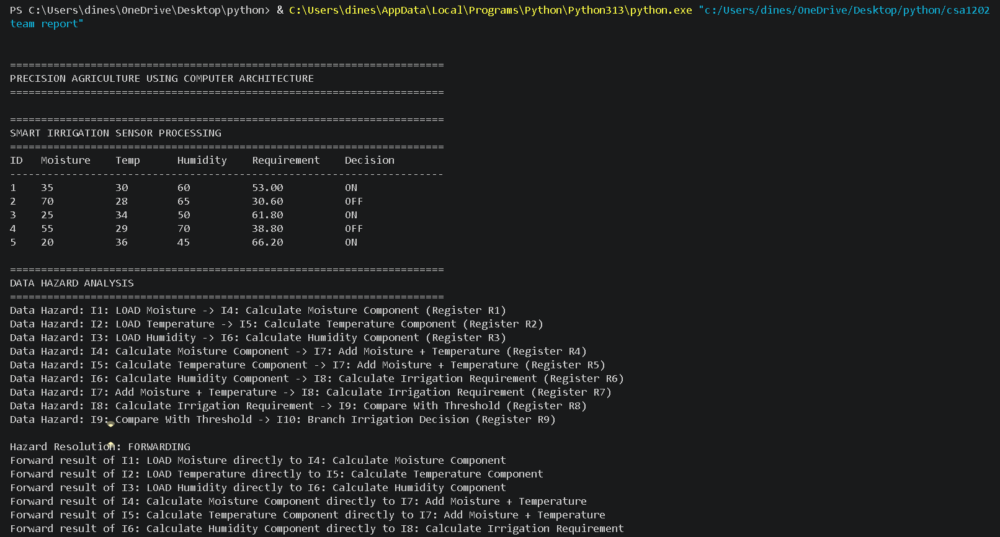 PS C:\Users\dines\OneDrive\Desktop\python> & C:\Users\dines\AppData\Local\Programs\Python\Python313\python.exe "c:/Users/dines/OneDrive/Desktop/python/csa1202
team report"
======================================================================
PRECISION AGRICULTURE USING COMPUTER ARCHITECTURE
======================================================================
======================================================================
SMART IRRIGATION SENSOR PROCESSING
======================================================================
ID   Moisture    Temp      Humidity    Requirement    Decision
----------------------------------------------------------------------
1    35          30        60          53.00          ON
2    70          28        65          30.60          OFF
3    25          34        50          61.80          ON
4    55          29        70          38.80          OFF
5    20          36        45          66.20          ON
======================================================================
DATA HAZARD ANALYSIS
======================================================================
Data Hazard: I1: LOAD Moisture -> I4: Calculate Moisture Component (Register R1)
Data Hazard: I2: LOAD Temperature -> I5: Calculate Temperature Component (Register R2)
Data Hazard: I3: LOAD Humidity -> I6: Calculate Humidity Component (Register R3)
Data Hazard: I4: Calculate Moisture Component -> I7: Add Moisture + Temperature (Register R4)
Data Hazard: I5: Calculate Temperature Component -> I7: Add Moisture + Temperature (Register R5)
Data Hazard: I6: Calculate Humidity Component -> I8: Calculate Irrigation Requirement (Register R6)
Data Hazard: I7: Add Moisture + Temperature -> I8: Calculate Irrigation Requirement (Register R7)
Data Hazard: I8: Calculate Irrigation Requirement -> I9: Compare With Threshold (Register R8)
Data Hazard: I9: Compare With Threshold -> I10: Branch Irrigation Decision (Register R9)
Hazard Resolution: FORWARDING
Forward result of I1: LOAD Moisture directly to I4: Calculate Moisture Component
Forward result of I2: LOAD Temperature directly to I5: Calculate Temperature Component
Forward result of I3: LOAD Humidity directly to I6: Calculate Humidity Component
Forward result of I4: Calculate Moisture Component directly to I7: Add Moisture + Temperature
Forward result of I5: Calculate Temperature Component directly to I7: Add Moisture + Temperature
Forward result of I6: Calculate Humidity Component directly to I8: Calculate Irrigation Requirement